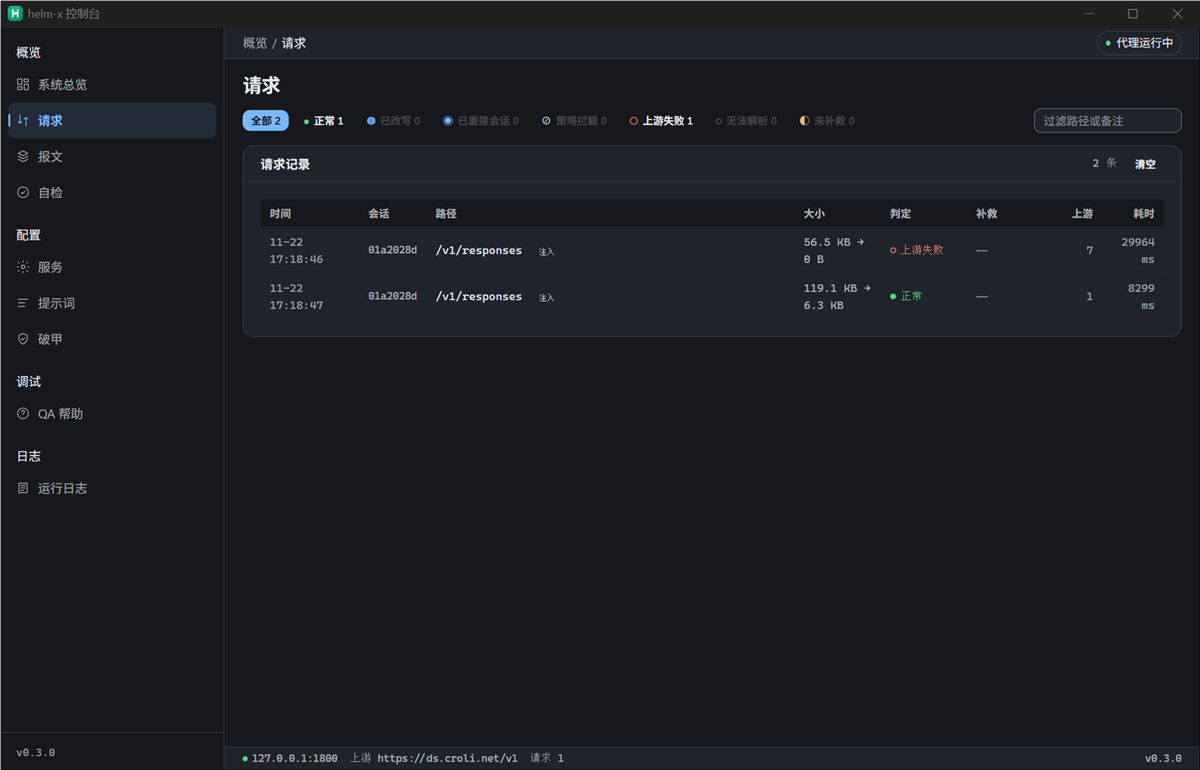 helm-x 控制台
概览
系统总览
请求
报文
自检
配置
服务
提示词
破甲
调试
QA 帮助
日志
运行日志
v0.3.0
概览 / 请求
代理运行中
请求
全部 2 正常 1 已改写 0 已重建会话 0 策略拦截 0 上游失败 1 无法解析 0 未补救 0
过滤路径或备注
请求记录
2 条 清空
时间 会话 路径 大小 判定 补救 上游 耗时
11-22 17:18:46 01a2028d /v1/responses 注入 56.5 KB → 0 B 上游失败 — 7 29964 ms
11-22 17:18:47 01a2028d /v1/responses 注入 119.1 KB → 6.3 KB 正常 — 1 8299 ms
127.0.0.1:1800 上游 https://ds.croli.net/v1 请求 1
v0.3.0